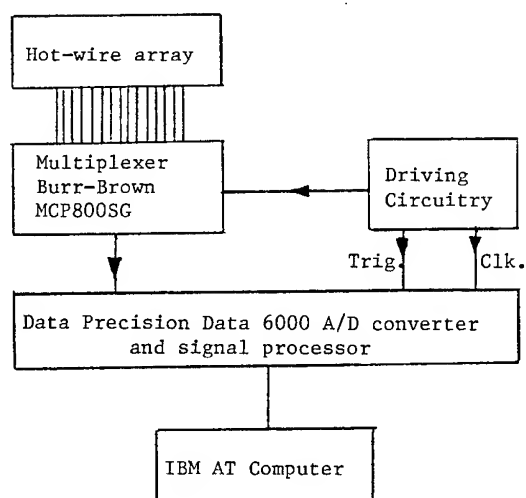 Hot-wire array
Multiplexer
Burr-Brown
MCP800SG
Driving
Circuitry
Trig.
Clk.
Data Precision Data 6000 A/D converter
and signal processor
IBM AT Computer